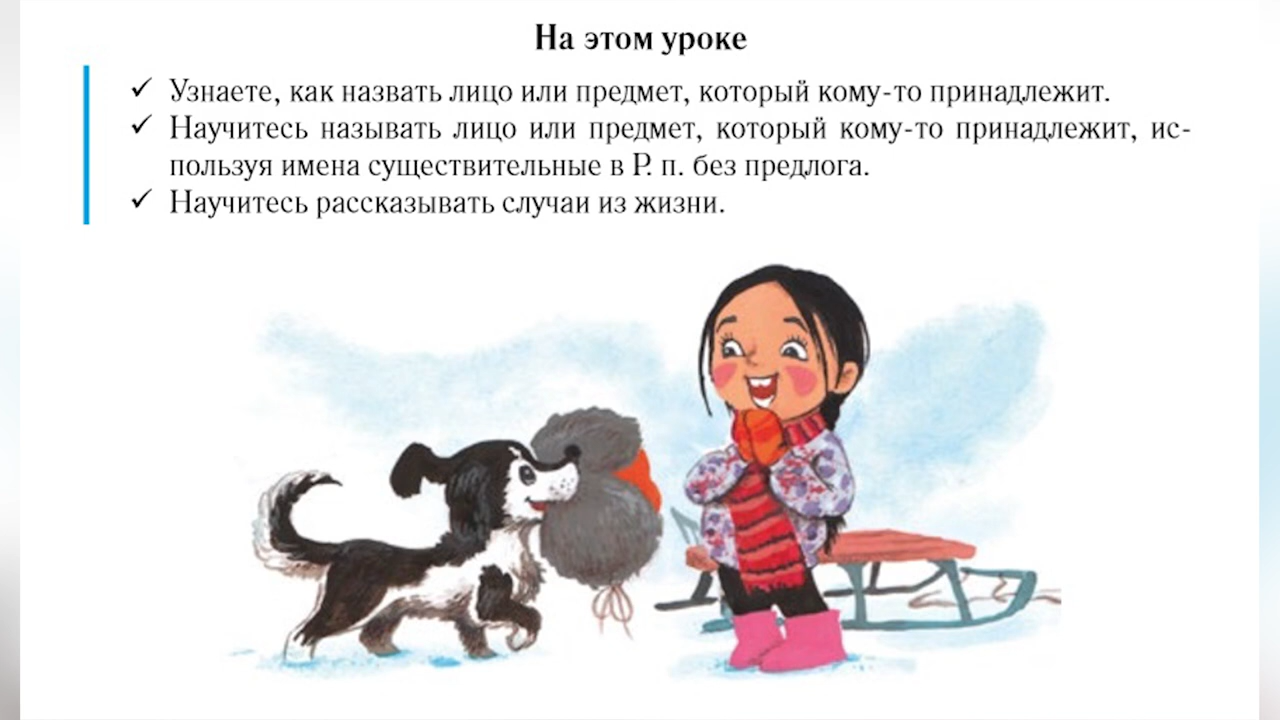 На этом уроке
✓ Узнаете, как назвать лицо или предмет, который кому-то принадлежит.
✓ Научитесь называть лицо или предмет, который кому-то принадлежит, ис-
пользуя имена существительные в Р. п. без предлога.
✓ Научитесь рассказывать случаи из жизни.